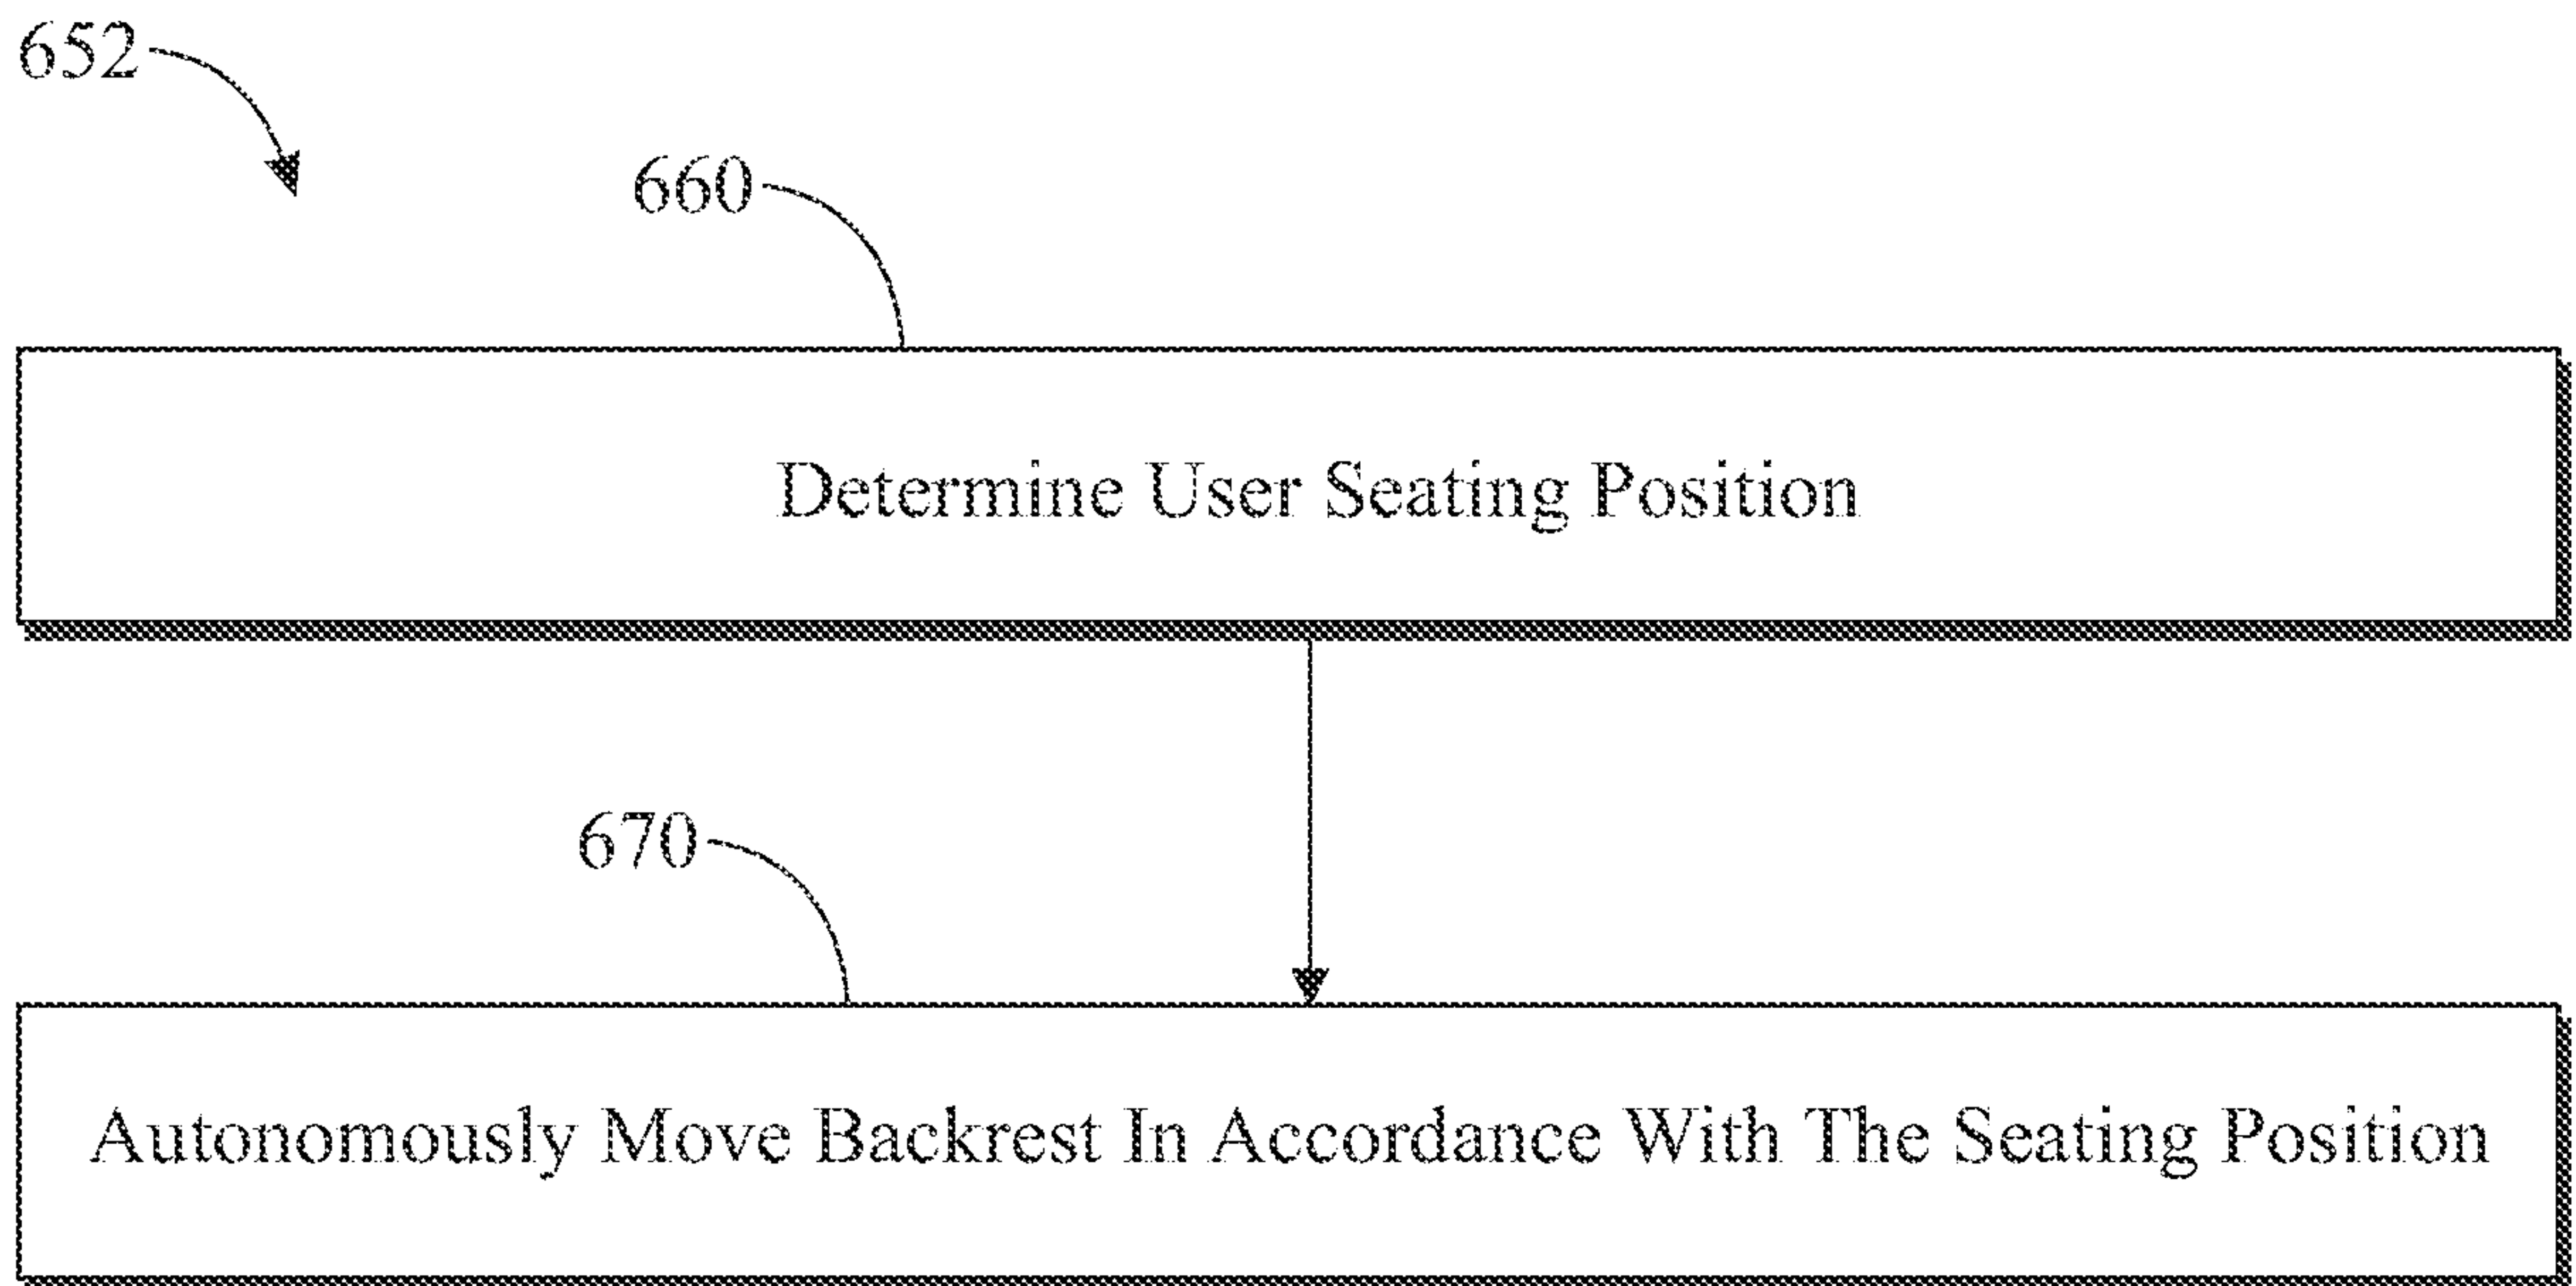 652
660
Determine User Seating Position
670
Autonomously Move Backrest In Accordance With The Seating Position